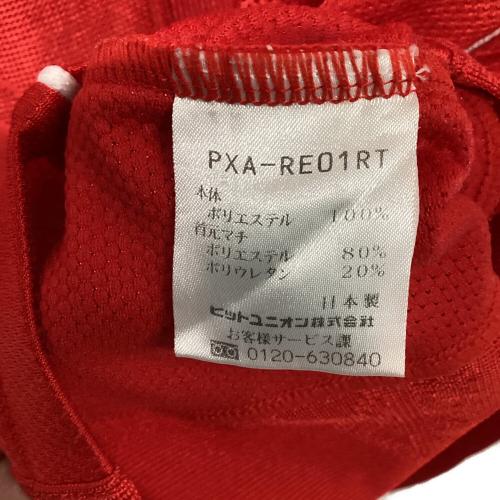 PXA-RE01RT
本体
ポリエステル 100%
首元マチ
ポリエステル 80%
ポリウレタン 20%
日本製
ヒットユニオン株式会社
お客様サービス課
0120-630840